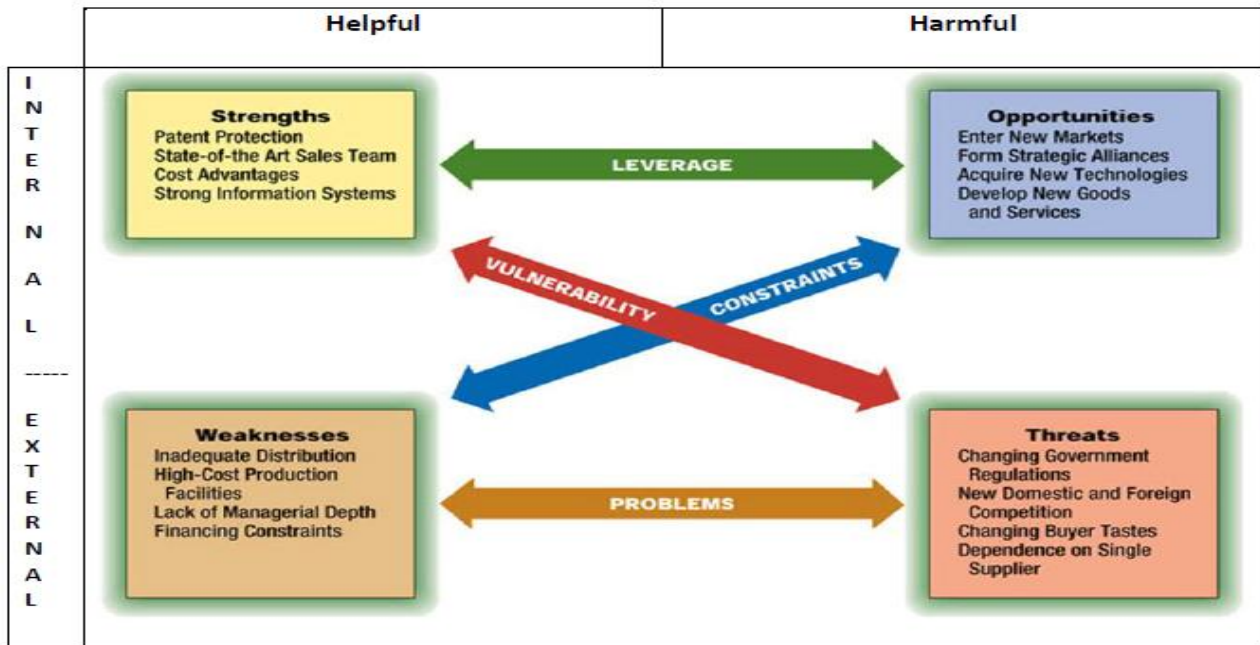 Helpful
Harmful
I
N
T
E
R
N
A
L
-----
E
X
T
E
R
N
A
L
Strengths
Patent Protection
State-of-the Art Sales Team
Cost Advantages
Strong Information Systems
LEVERAGE
Opportunities
Enter New Markets
Form Strategic Alliances
Acquire New Technologies
Develop New Goods
and Services
VULNERABILITY
CONSTRAINTS
Weaknesses
Inadequate Distribution
High-Cost Production
Facilities
Lack of Managerial Depth
Financing Constraints
PROBLEMS
Threats
Changing Government
Regulations
New Domestic and Foreign
Competition
Changing Buyer Tastes
Dependence on Single
Supplier